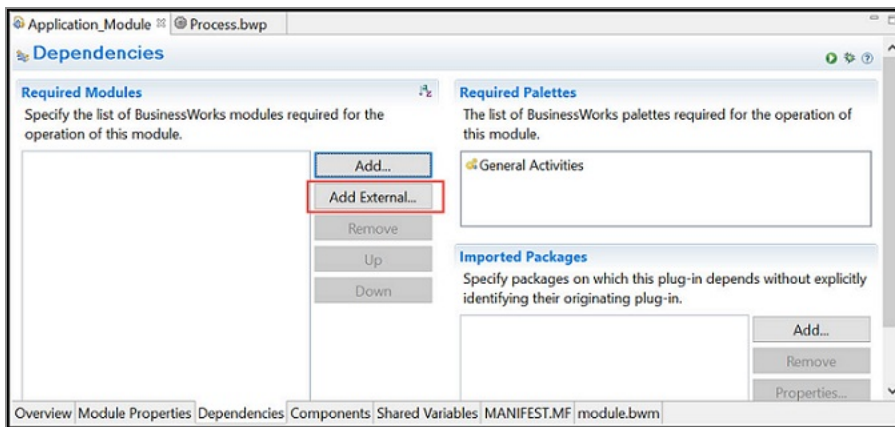 Application_Module
Process.bwp
Dependencies
Required Modules
Specify the list of BusinessWorks modules required for the
operation of this module.
Add...
Add External...
Remove
Up
Down
Required Palettes
The list of BusinessWorks palettes required for the operation of
this module.
General Activities
Imported Packages
Specify packages on which this plug-in depends without explicitly
identifying their originating plug-in.
Add...
Remove
Properties...
Overview Module Properties Dependencies Components Shared Variables MANIFEST.MF module.bwm